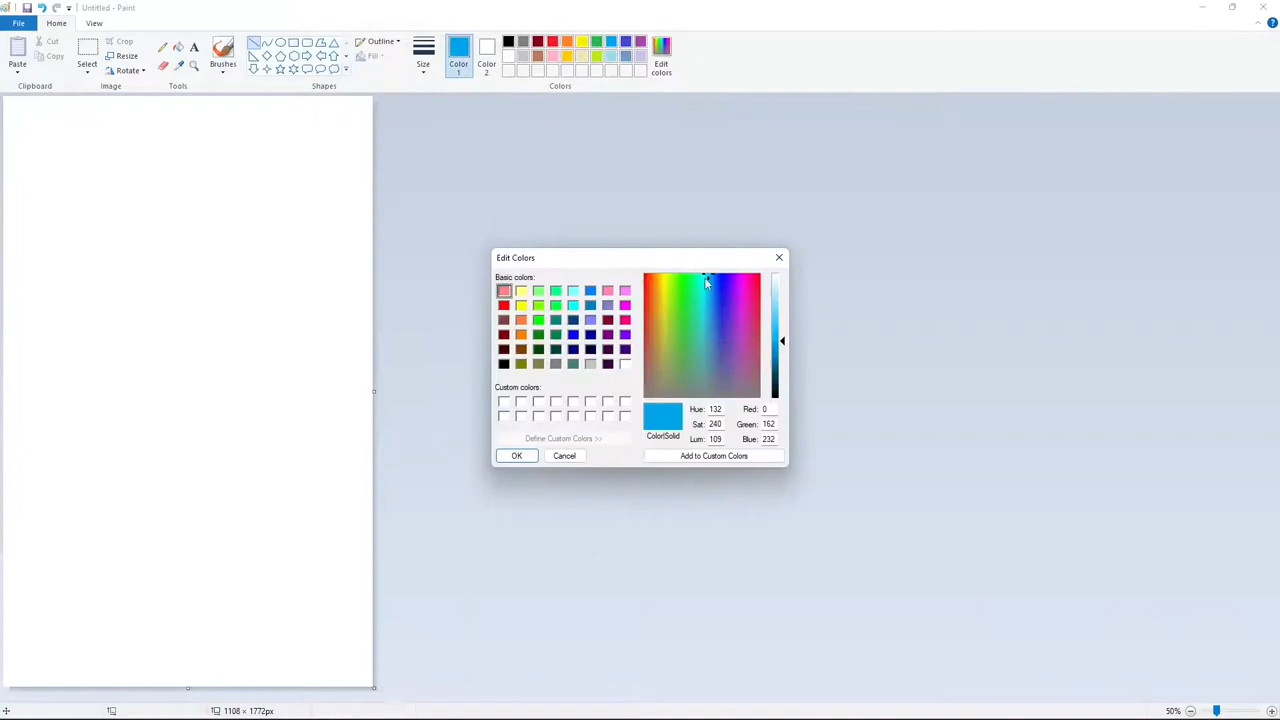 Untitled - Paint
File Home View
Paste
Cut
Copy
Clipboard
Select
Crop
Resize
Rotate
Image
A
Tools
Brushes
Outline
Fill
Shapes
Size
Color 1
Color 2
Edit colors
Colors
Edit Colors
Basic colors:
Custom colors:
Define Custom Colors >>
OK Cancel
Color|Solid
Hue: 132 Red: 0
Sat: 240 Green: 162
Lum: 109 Blue: 232
Add to Custom Colors
1108 × 1772px 50%